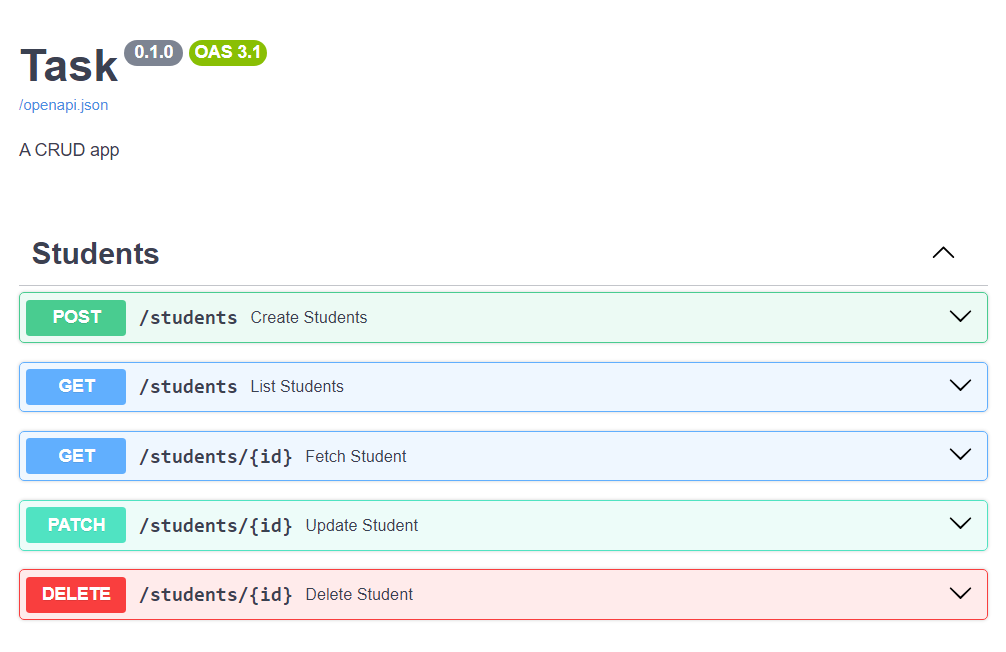 Task 0.1.0 OAS 3.1
/openapi.json
A CRUD app
Students
POST /students Create Students
GET /students List Students
GET /students/{id} Fetch Student
PATCH /students/{id} Update Student
DELETE /students/{id} Delete Student